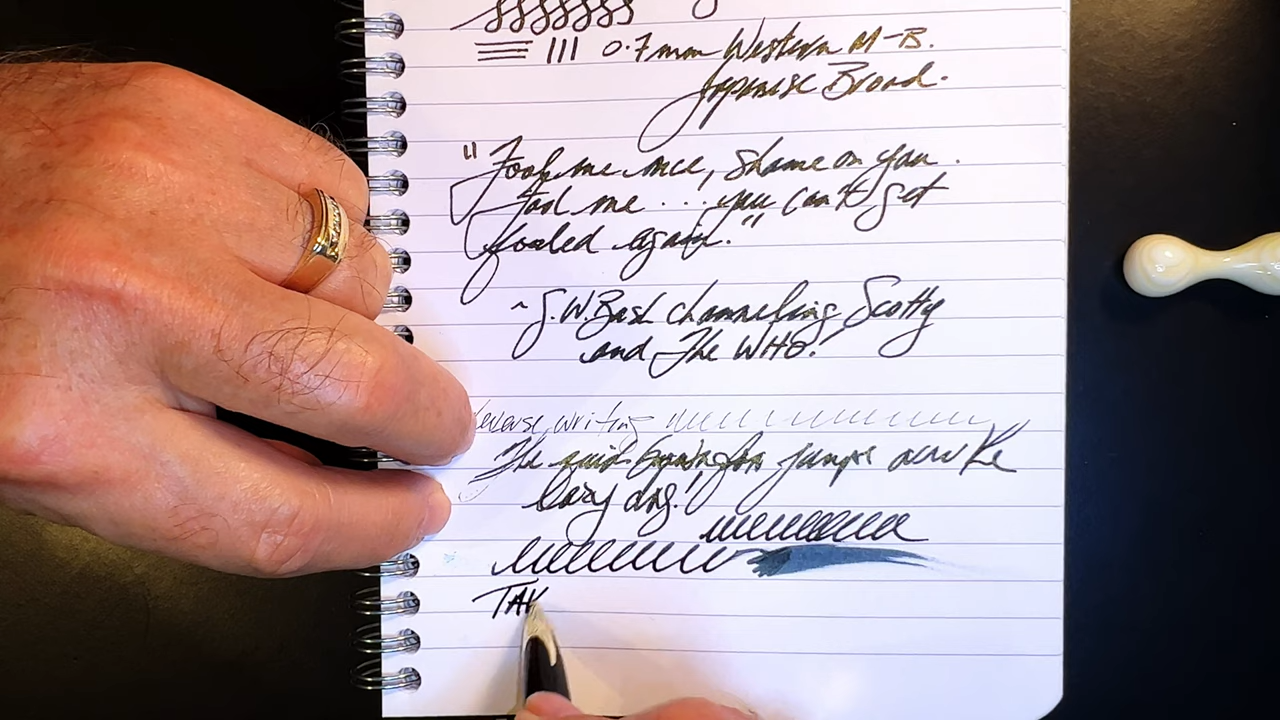 0.7mm Western M-B.
Japanese Broad.
"Fool me once, shame on you.
fool me ... you can't get
fooled again."
~G.W.Bush channeling Scotty
and The WHO!
reverse writing
The quick brown fox jumps over the
lazy dog!
TAK